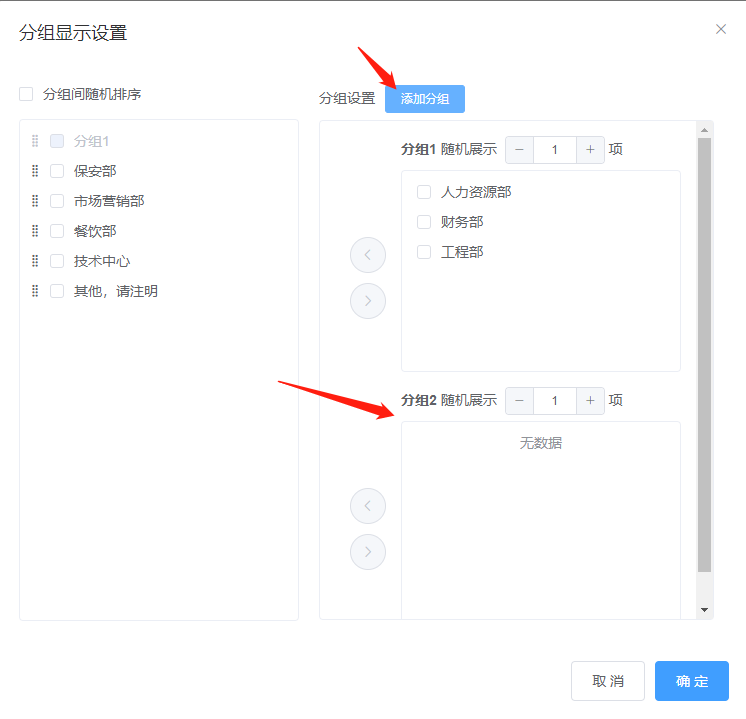 分组显示设置
分组间随机排序
分组1
保安部
市场营销部
餐饮部
技术中心
其他，请注明
分组设置 添加分组
分组1 随机展示 － 1 + 项
人力资源部
财务部
工程部
分组2 随机展示 － 1 + 项
无数据
取 消 确 定